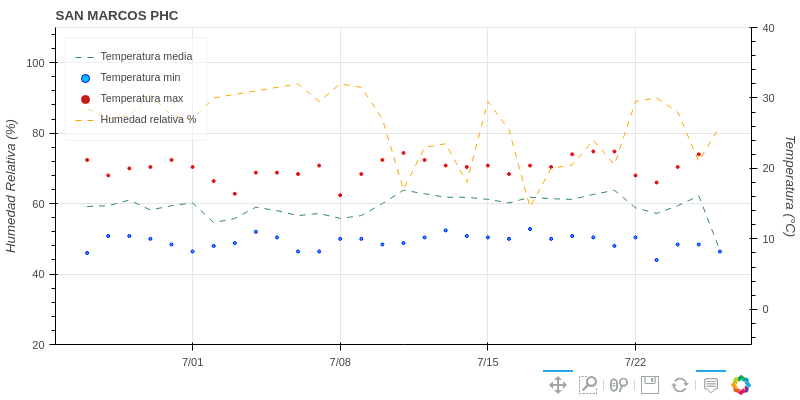 SAN MARCOS PHC
Temperatura media
Temperatura min
Temperatura max
Humedad relativa %
Humedad Relativa (%)
100
80
60
40
20
Temperatura (°C)
40
30
20
10
0
7/01
7/08
7/15
7/22